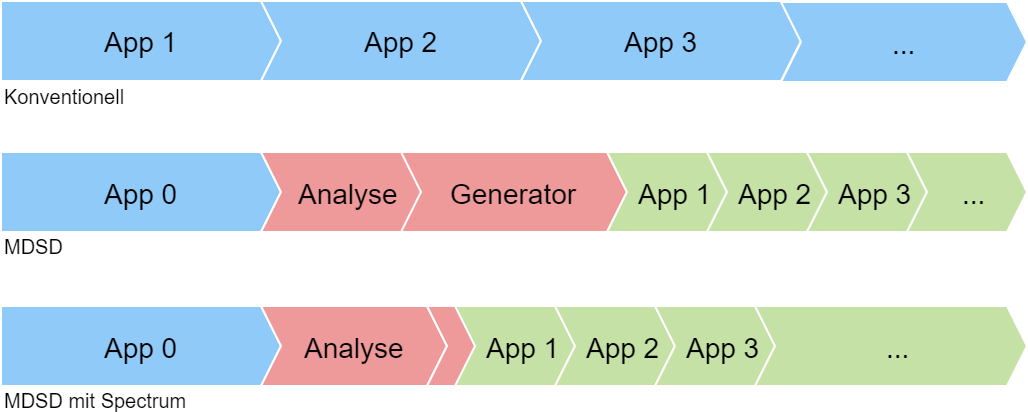 App 1 App 2 App 3 ...
Konventionell
App 0 Analyse Generator App 1 App 2 App 3 ...
MDSD
App 0 Analyse App 1 App 2 App 3 ...
MDSD mit Spectrum